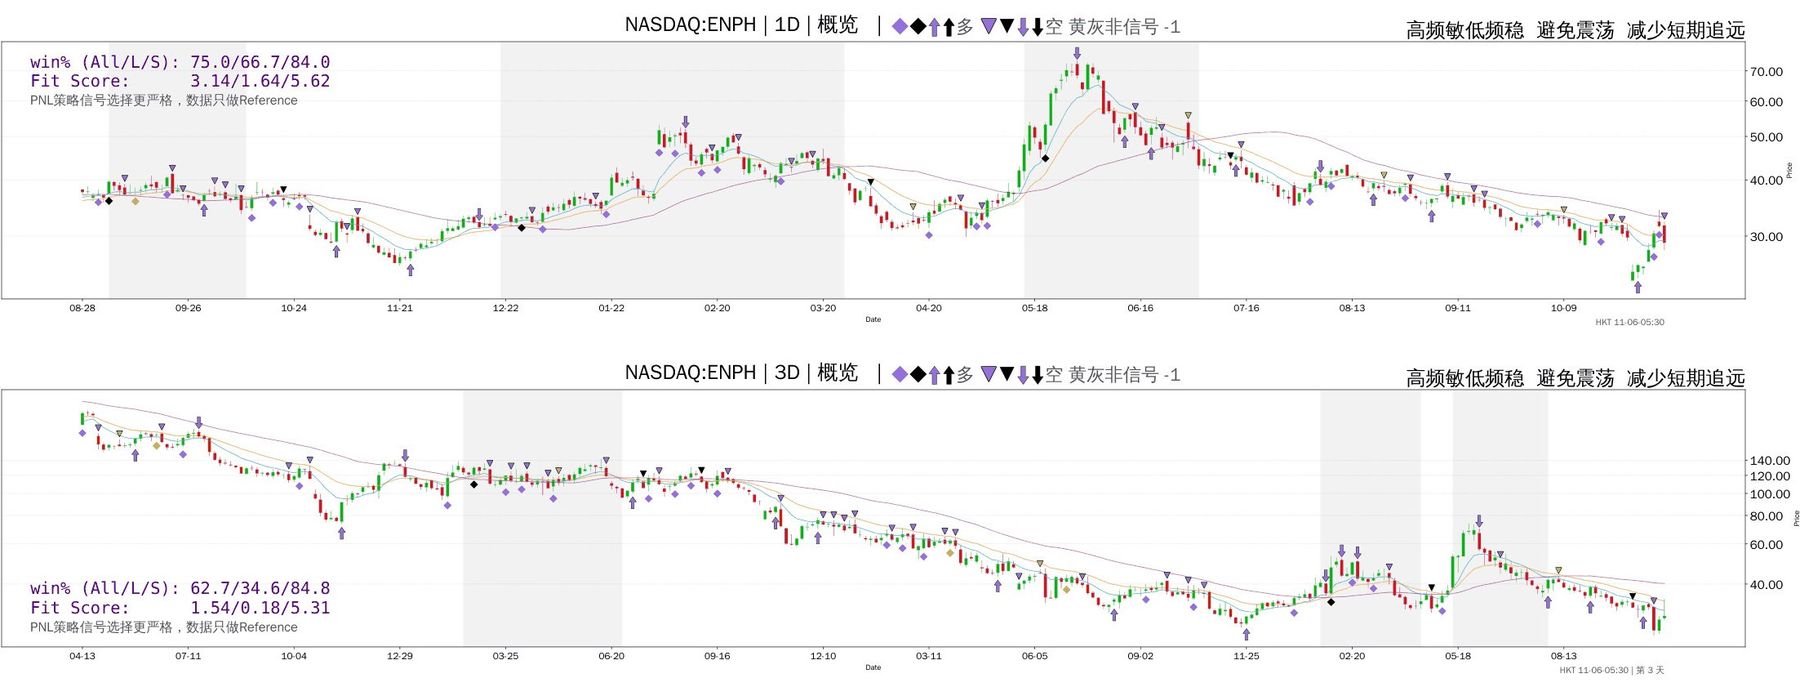 NASDAQ:ENPH | 1D | 概览 | ◆◆⇧⬆多 ▽▼⇩⬇空 黄灰非信号 -1
高频敏低频稳 避免震荡 减少短期追远
win% (All/L/S): 75.0/66.7/84.0
Fit Score: 3.14/1.64/5.62
PNL策略信号选择更严格，数据只做Reference
70.00
60.00
50.00
40.00
30.00
Price
08-28 09-26 10-24 11-21 12-22 01-22 02-20 03-20 04-20 05-18 06-16 07-16 08-13 09-11 10-09
Date
HKT 11-06-05:30
NASDAQ:ENPH | 3D | 概览 | ◆◆⇧⬆多 ▽▼⇩⬇空 黄灰非信号 -1
高频敏低频稳 避免震荡 减少短期追远
140.00
120.00
100.00
80.00
60.00
40.00
Price
win% (All/L/S): 62.7/34.6/84.8
Fit Score: 1.54/0.18/5.31
PNL策略信号选择更严格，数据只做Reference
04-13 07-11 10-04 12-29 03-25 06-20 09-16 12-10 03-11 06-05 09-02 11-25 02-20 05-18 08-13
Date
HKT 11-06-05:30 | 第 3 天